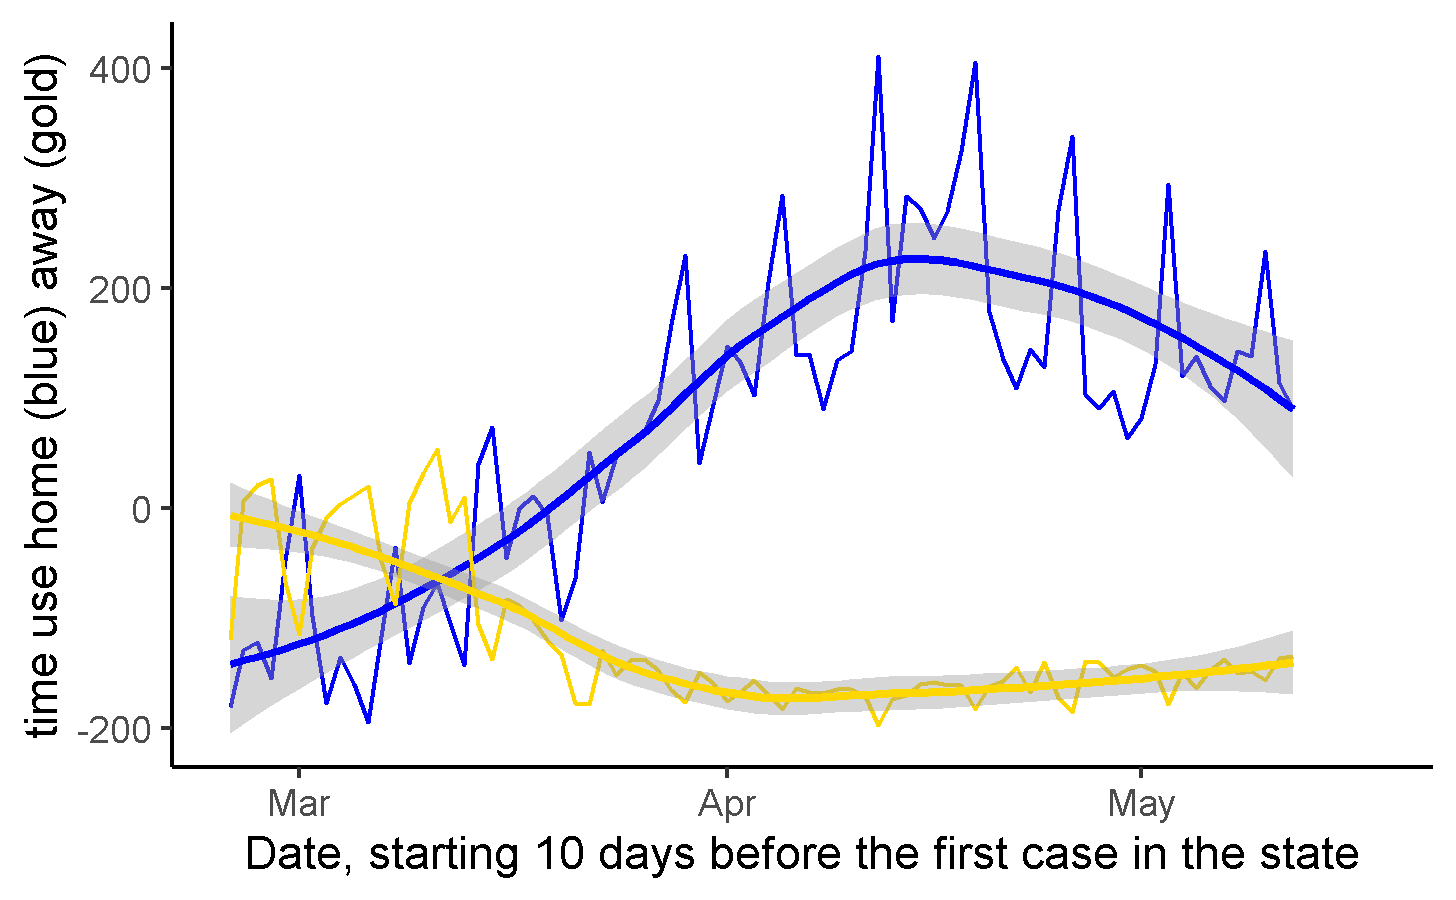 time use home (blue) away (gold)
400
200
0
-200
Mar
Apr
May
Date, starting 10 days before the first case in the state